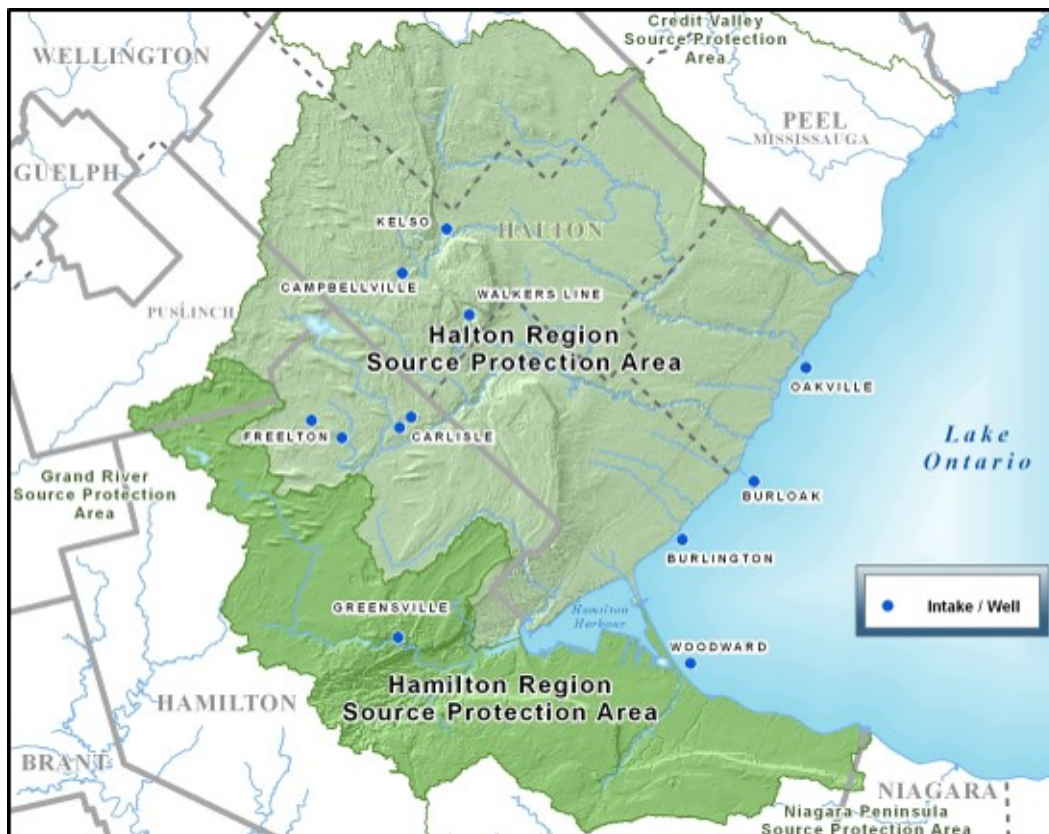 Credit Valley
Source Protection
Area
WELLINGTON
PEEL
MISSISSAUGA
GUELPH
KELSO
HALTON
CAMPBELLVILLE
WALKERS LINE
PUSLINCH
Halton Region
Source Protection Area
OAKVILLE
FREELTON
CARLISLE
Lake
Ontario
Grand River
Source Protection
Area
BURLOAK
BURLINGTON
GREENSVILLE
Hamilton
Harbour
Intake / Well
WOODWARD
Hamilton Region
Source Protection Area
HAMILTON
BRANT
NIAGARA
Niagara Peninsula
Source Protection Area